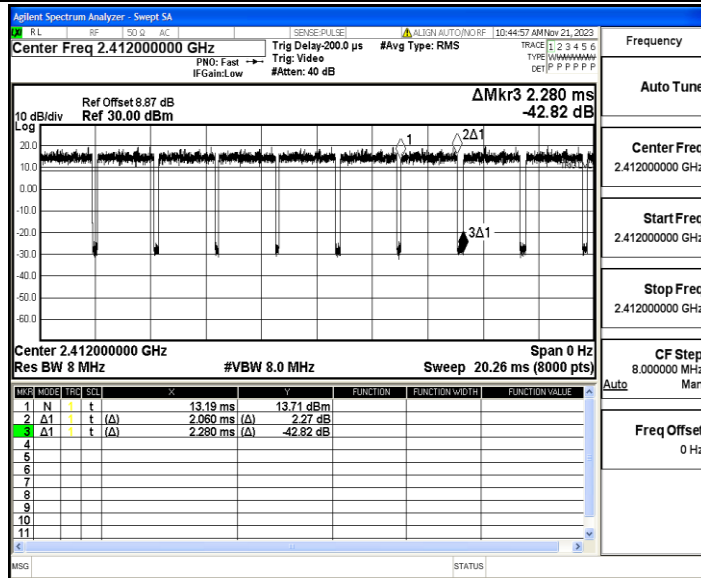 Agilent Spectrum Analyzer - Swept SA
RL RF 50 Ω AC SENSE:PULSE ALIGN AUTO/NO RF 10:44:57 AM Nov 21, 2023
Center Freq 2.412000000 GHz Trig Delay-200.0 µs #Avg Type: RMS TRACE 1 2 3 4 5 6
PNO: Fast Trig: Video TYPE WWWWWW
IFGain:Low #Atten: 40 dB DET P P P P P P
Frequency
ΔMkr3 2.280 ms
Ref Offset 8.87 dB
10 dB/div Ref 30.00 dBm -42.82 dB
Log
20.0
10.0
0.00
-10.0
-20.0
-30.0
-40.0
-50.0
-60.0
1
2Δ1
3Δ1
Center 2.412000000 GHz Span 0 Hz
Res BW 8 MHz #VBW 8.0 MHz Sweep 20.26 ms (8000 pts)
MKR MODE TRC SCL X Y FUNCTION FUNCTION WIDTH FUNCTION VALUE
1 N 1 t 13.19 ms 13.71 dBm
2 Δ1 1 t (Δ) 2.060 ms (Δ) 2.27 dB
3 Δ1 1 t (Δ) 2.280 ms (Δ) -42.82 dB
4
5
6
7
8
9
10
11
MSG STATUS
Auto Tune
Center Freq
2.412000000 GHz
Start Freq
2.412000000 GHz
Stop Freq
2.412000000 GHz
CF Step
8.000000 MHz
Auto Man
Freq Offset
0 Hz